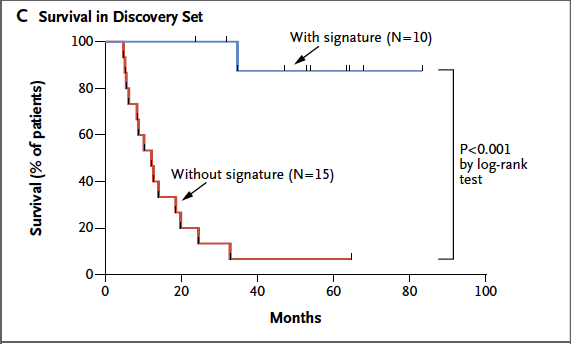 C Survival in Discovery Set
Survival (% of patients)
100
80
60
40
20
0
With signature (N=10)
Without signature (N=15)
P<0.001
by log-rank
test
0 20 40 60 80 100
Months